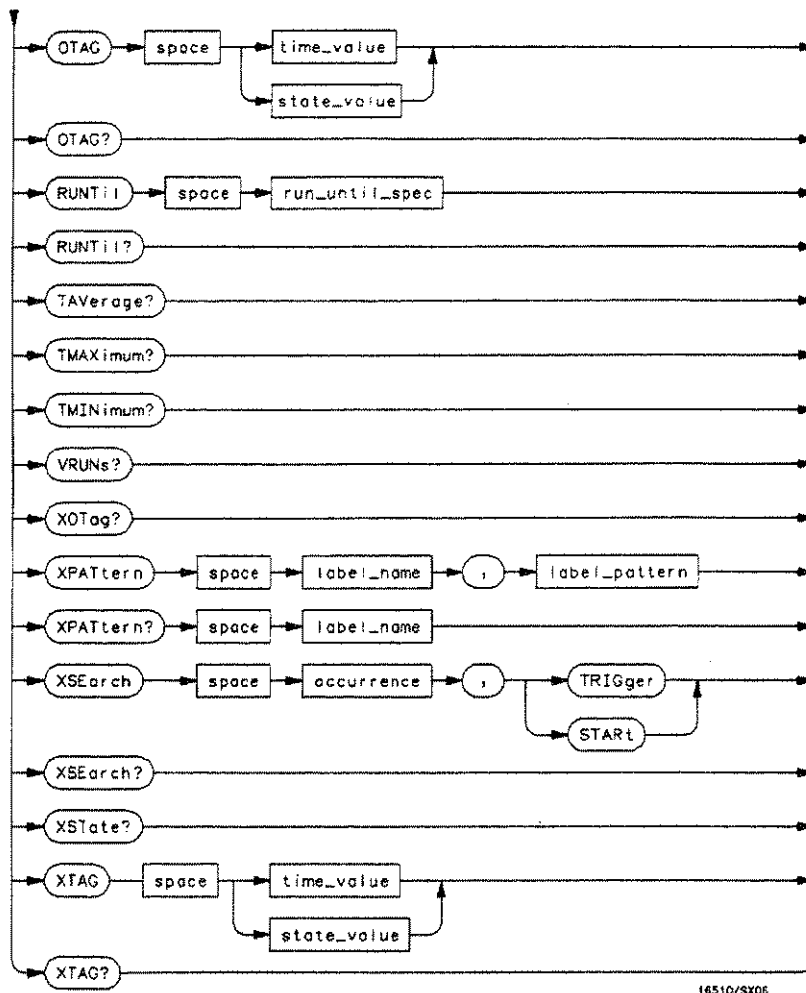 OTAG space time_value
state_value
OTAG?
RUNTil space run_until_spec
RUNTil?
TAVerage?
TMAXimum?
TMINimum?
VRUNs?
XOTag?
XPATtern space label_name , label_pattern
XPATtern? space label_name
XSEarch space occurrence , TRIGger
STARt
XSEarch?
XSTate?
XTAG space time_value
state_value
XTAG?
16510/SX06